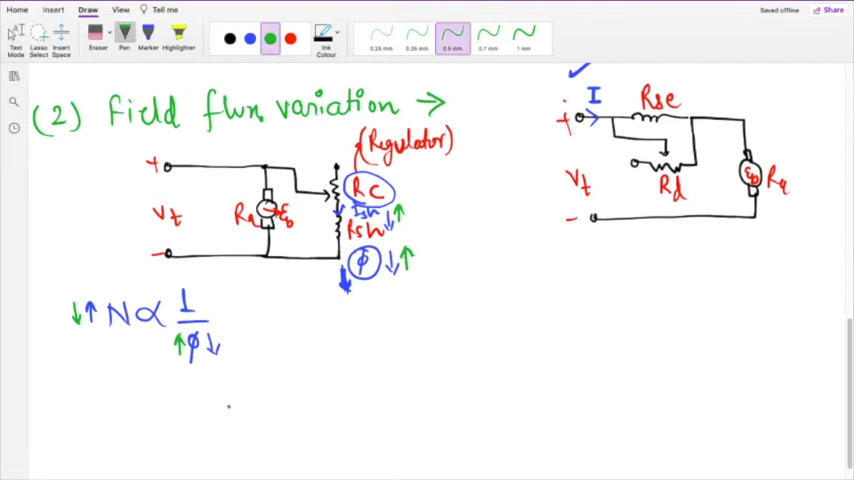 Home Insert Draw View Tell me Saved offline Share
Text Mode Lasso Select Insert Space Eraser Pen Marker Highlighter Ink Colour 0.25 mm 0.35 mm 0.5 mm 0.7 mm 1 mm
(2) Field flux variation →
(Regulator)
+
Vt
-
Ra Eb
RC
Ish ↓ ↑
Rsh
ϕ ↓ ↑
↓ ↑ N ∝ 1
↑ ϕ ↓
I
Rse
+
Rd
Vt
-
Eb Ra